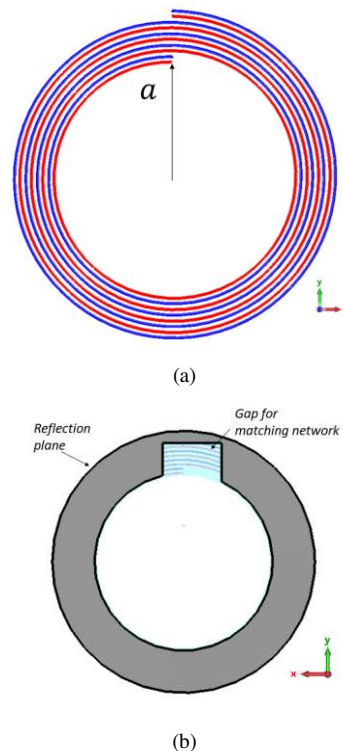 a
y
(a)
Reflection
plane
Gap for
matching network
y
x
(b)